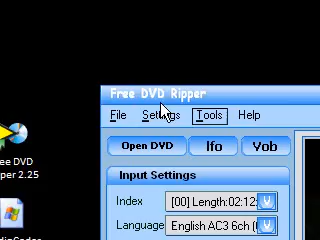 Free DVD Ripper
File Settings Tools Help
Open DVD Ifo Vob
Input Settings
Index [00] Length:02:12:
Language English AC3 6ch (
ee DVD
pper 2.25